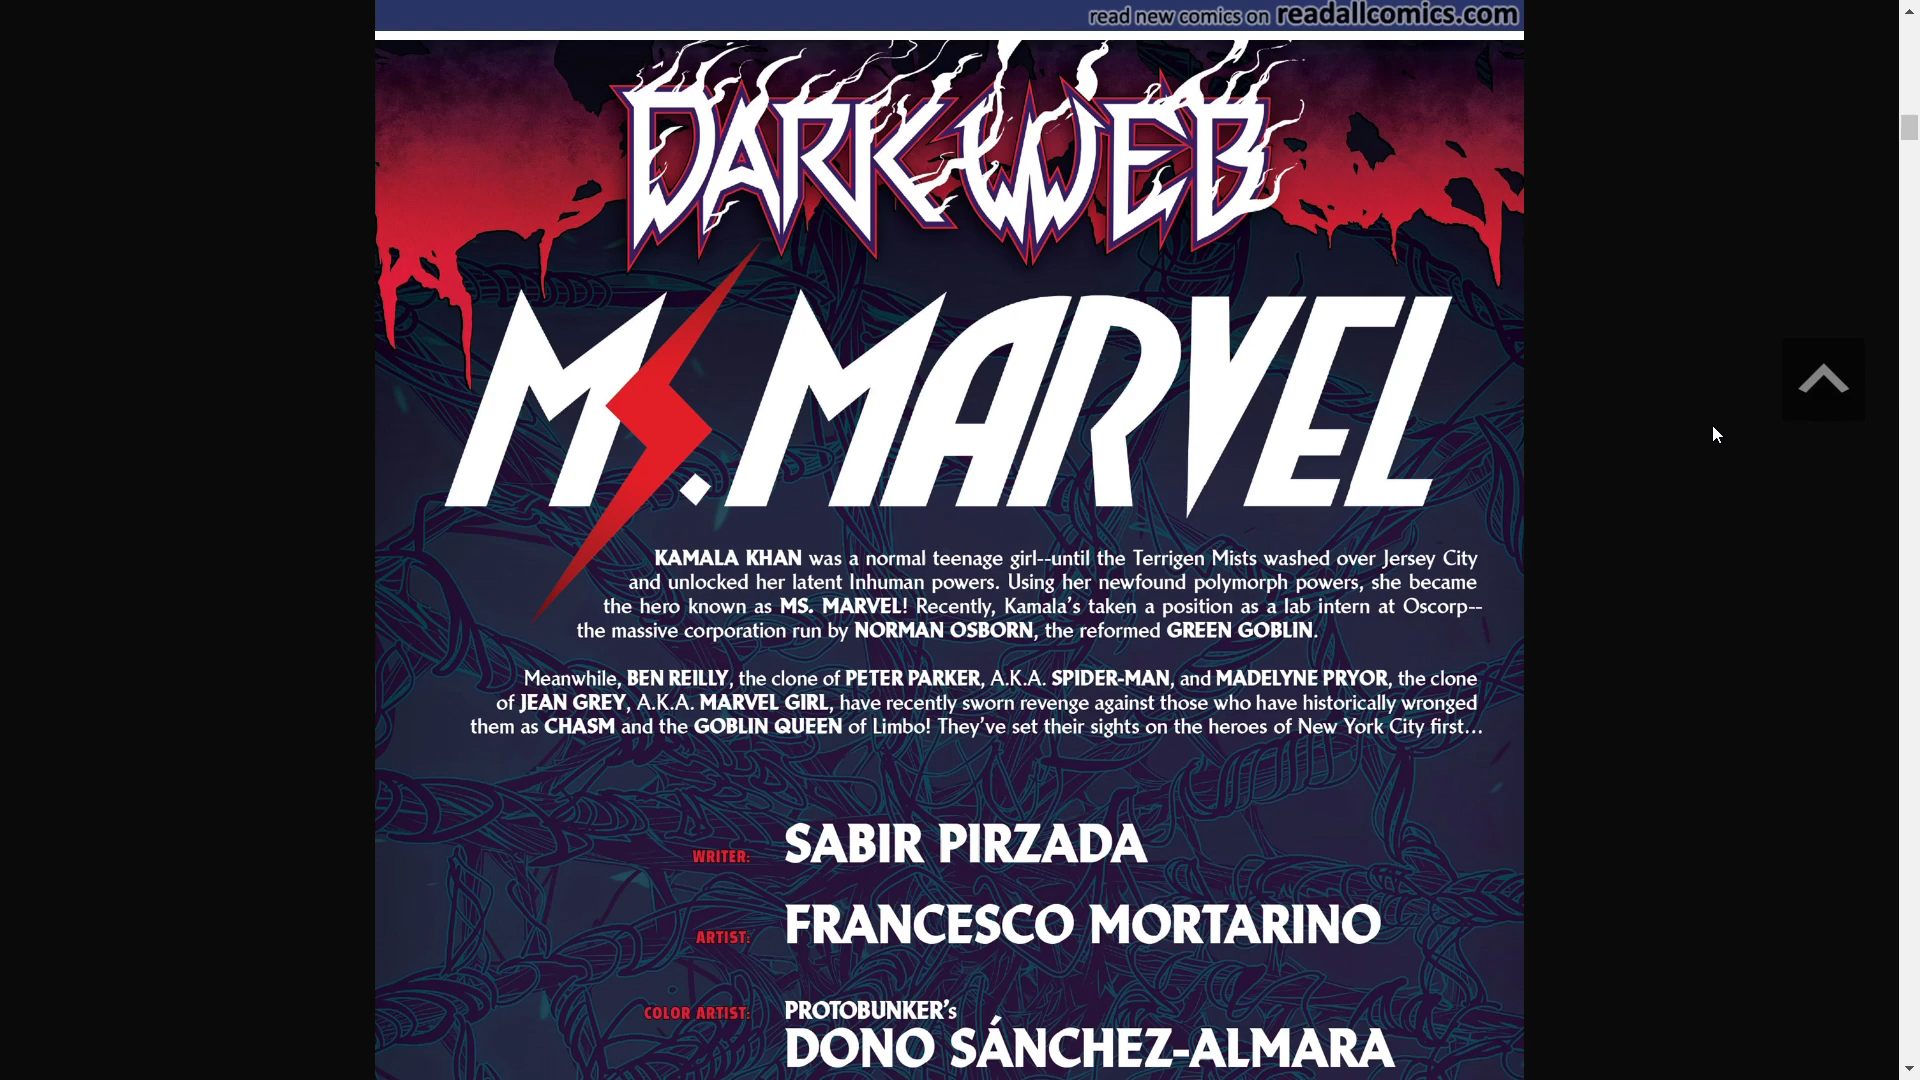 read new comics on readallcomics.com
DARK WEB
MS. MARVEL
KAMALA KHAN was a normal teenage girl--until the Terrigen Mists washed over Jersey City
and unlocked her latent Inhuman powers. Using her newfound polymorph powers, she became
the hero known as MS. MARVEL! Recently, Kamala's taken a position as a lab intern at Oscorp--
the massive corporation run by NORMAN OSBORN, the reformed GREEN GOBLIN.
Meanwhile, BEN REILLY, the clone of PETER PARKER, A.K.A. SPIDER-MAN, and MADELYNE PRYOR, the clone
of JEAN GREY, A.K.A. MARVEL GIRL, have recently sworn revenge against those who have historically wronged
them as CHASM and the GOBLIN QUEEN of Limbo! They've set their sights on the heroes of New York City first...
WRITER: SABIR PIRZADA
ARTIST: FRANCESCO MORTARINO
COLOR ARTIST: PROTOBUNKER's
DONO SÁNCHEZ-ALMARA